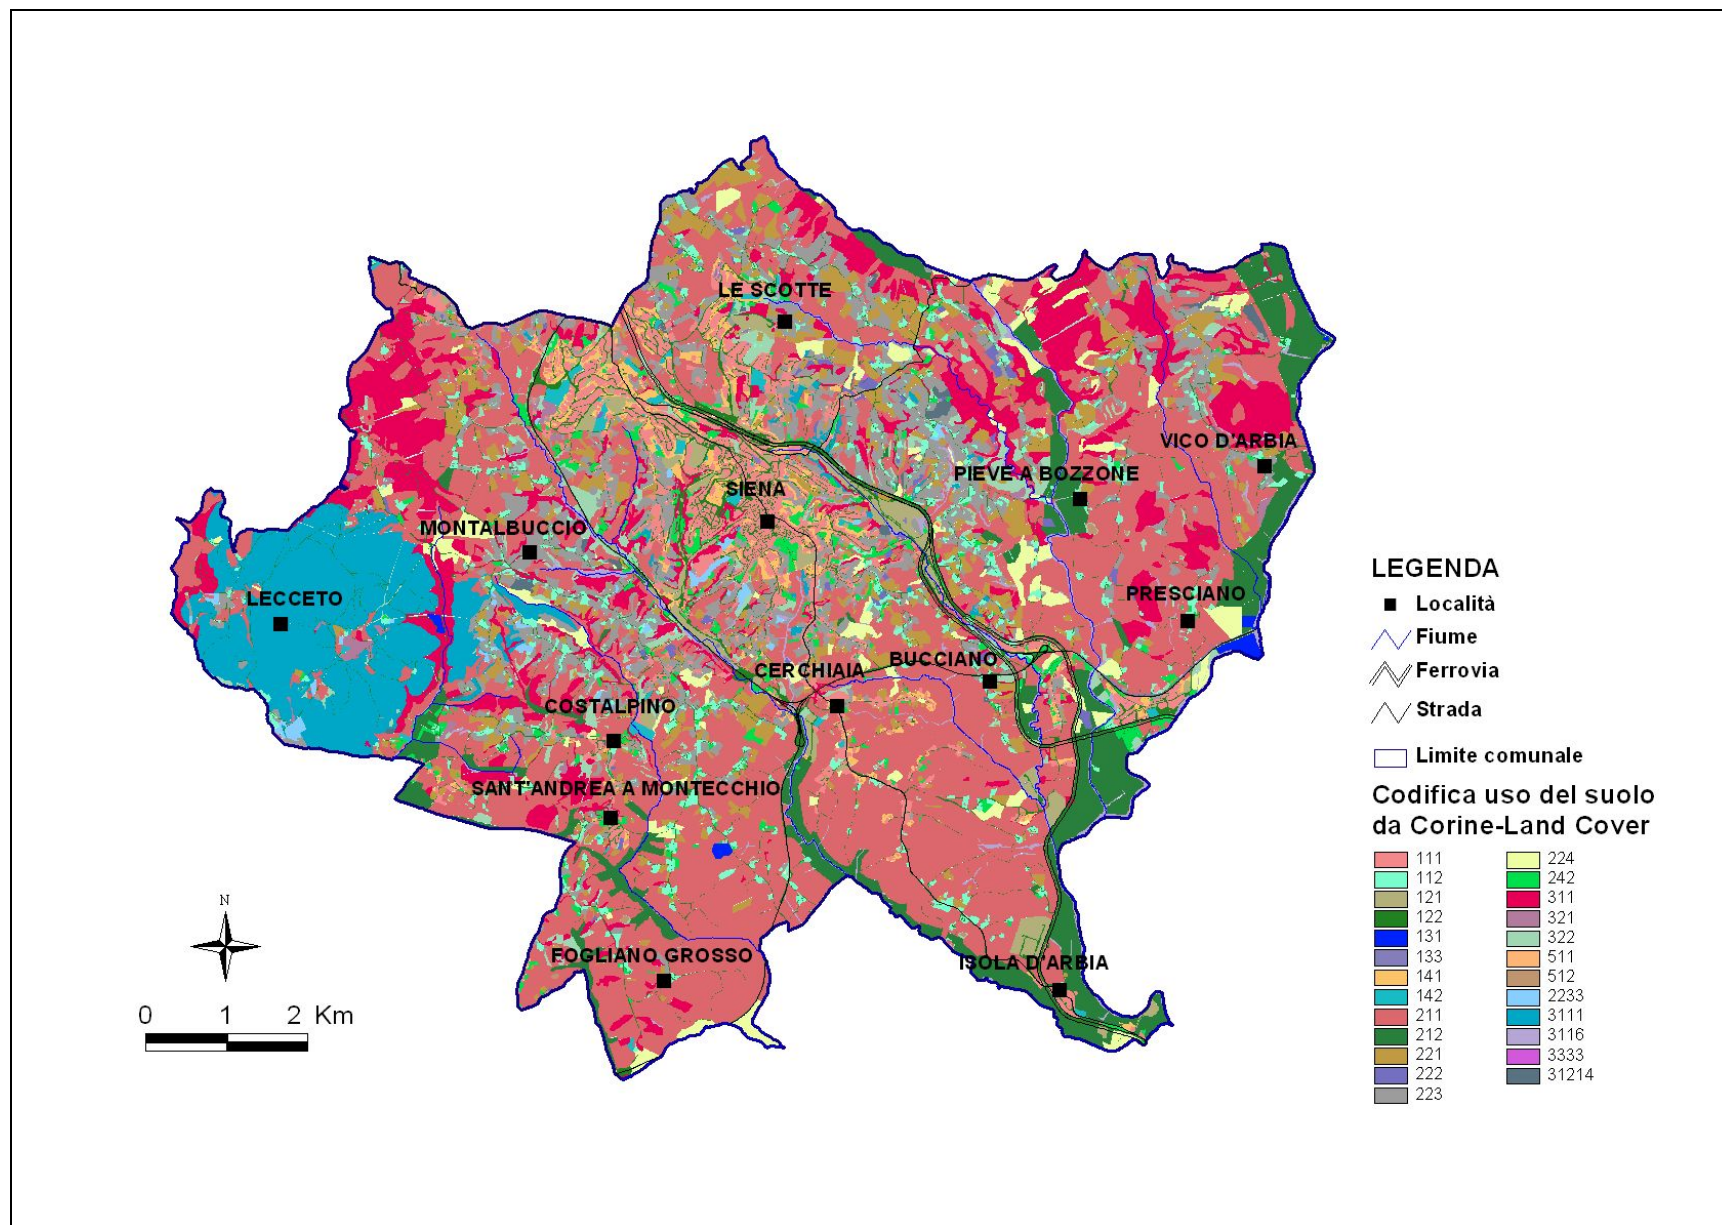 LE SCOTTE
VICO D'ARBIA
PIEVE A BOZZONE
SIENA
MONTALBUCCIO
LECCETO
PRESCIANO
BUCCIANO
CERCHIAIA
COSTALPINO
SANT'ANDREA A MONTECCHIO
FOGLIANO GROSSO
ISOLA D'ARBIA
N
0 1 2 Km
LEGENDA
Località
Fiume
Ferrovia
Strada
Limite comunale
Codifica uso del suolo
da Corine-Land Cover
111
112
121
122
131
133
141
142
211
212
221
222
223
224
242
311
321
322
511
512
2233
3111
3116
3333
31214